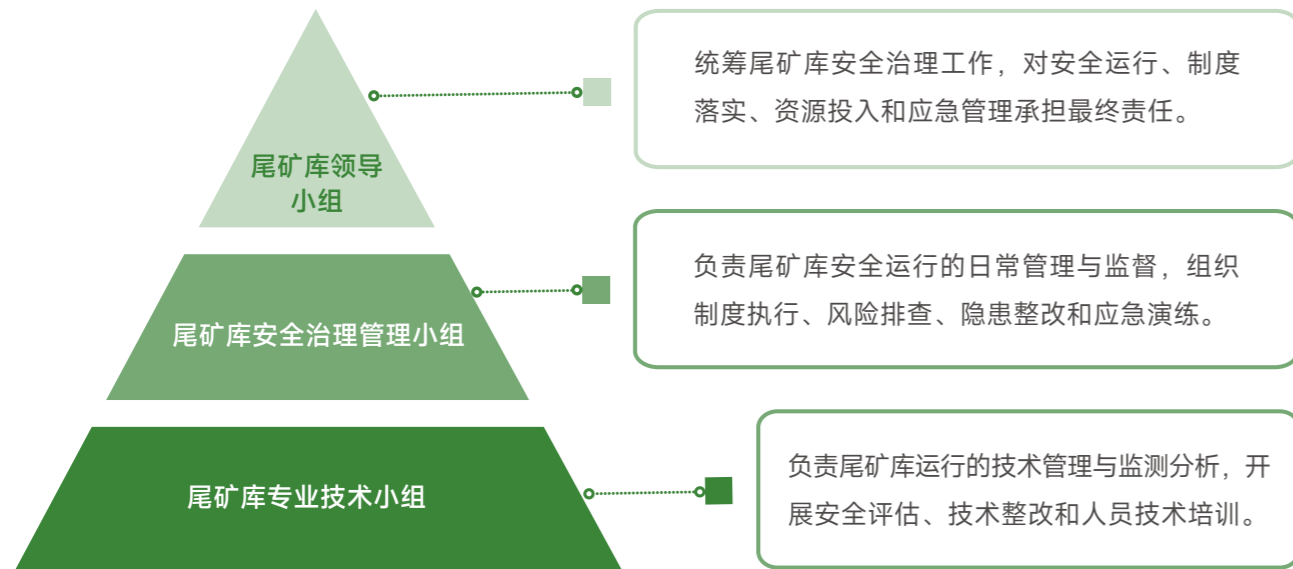 尾矿库领导
小组
统筹尾矿库安全治理工作，对安全运行、制度
落实、资源投入和应急管理承担最终责任。
尾矿库安全治理管理小组
负责尾矿库安全运行的日常管理与监督，组织
制度执行、风险排查、隐患整改和应急演练。
尾矿库专业技术小组
负责尾矿库运行的技术管理与监测分析，开
展安全评估、技术整改和人员技术培训。